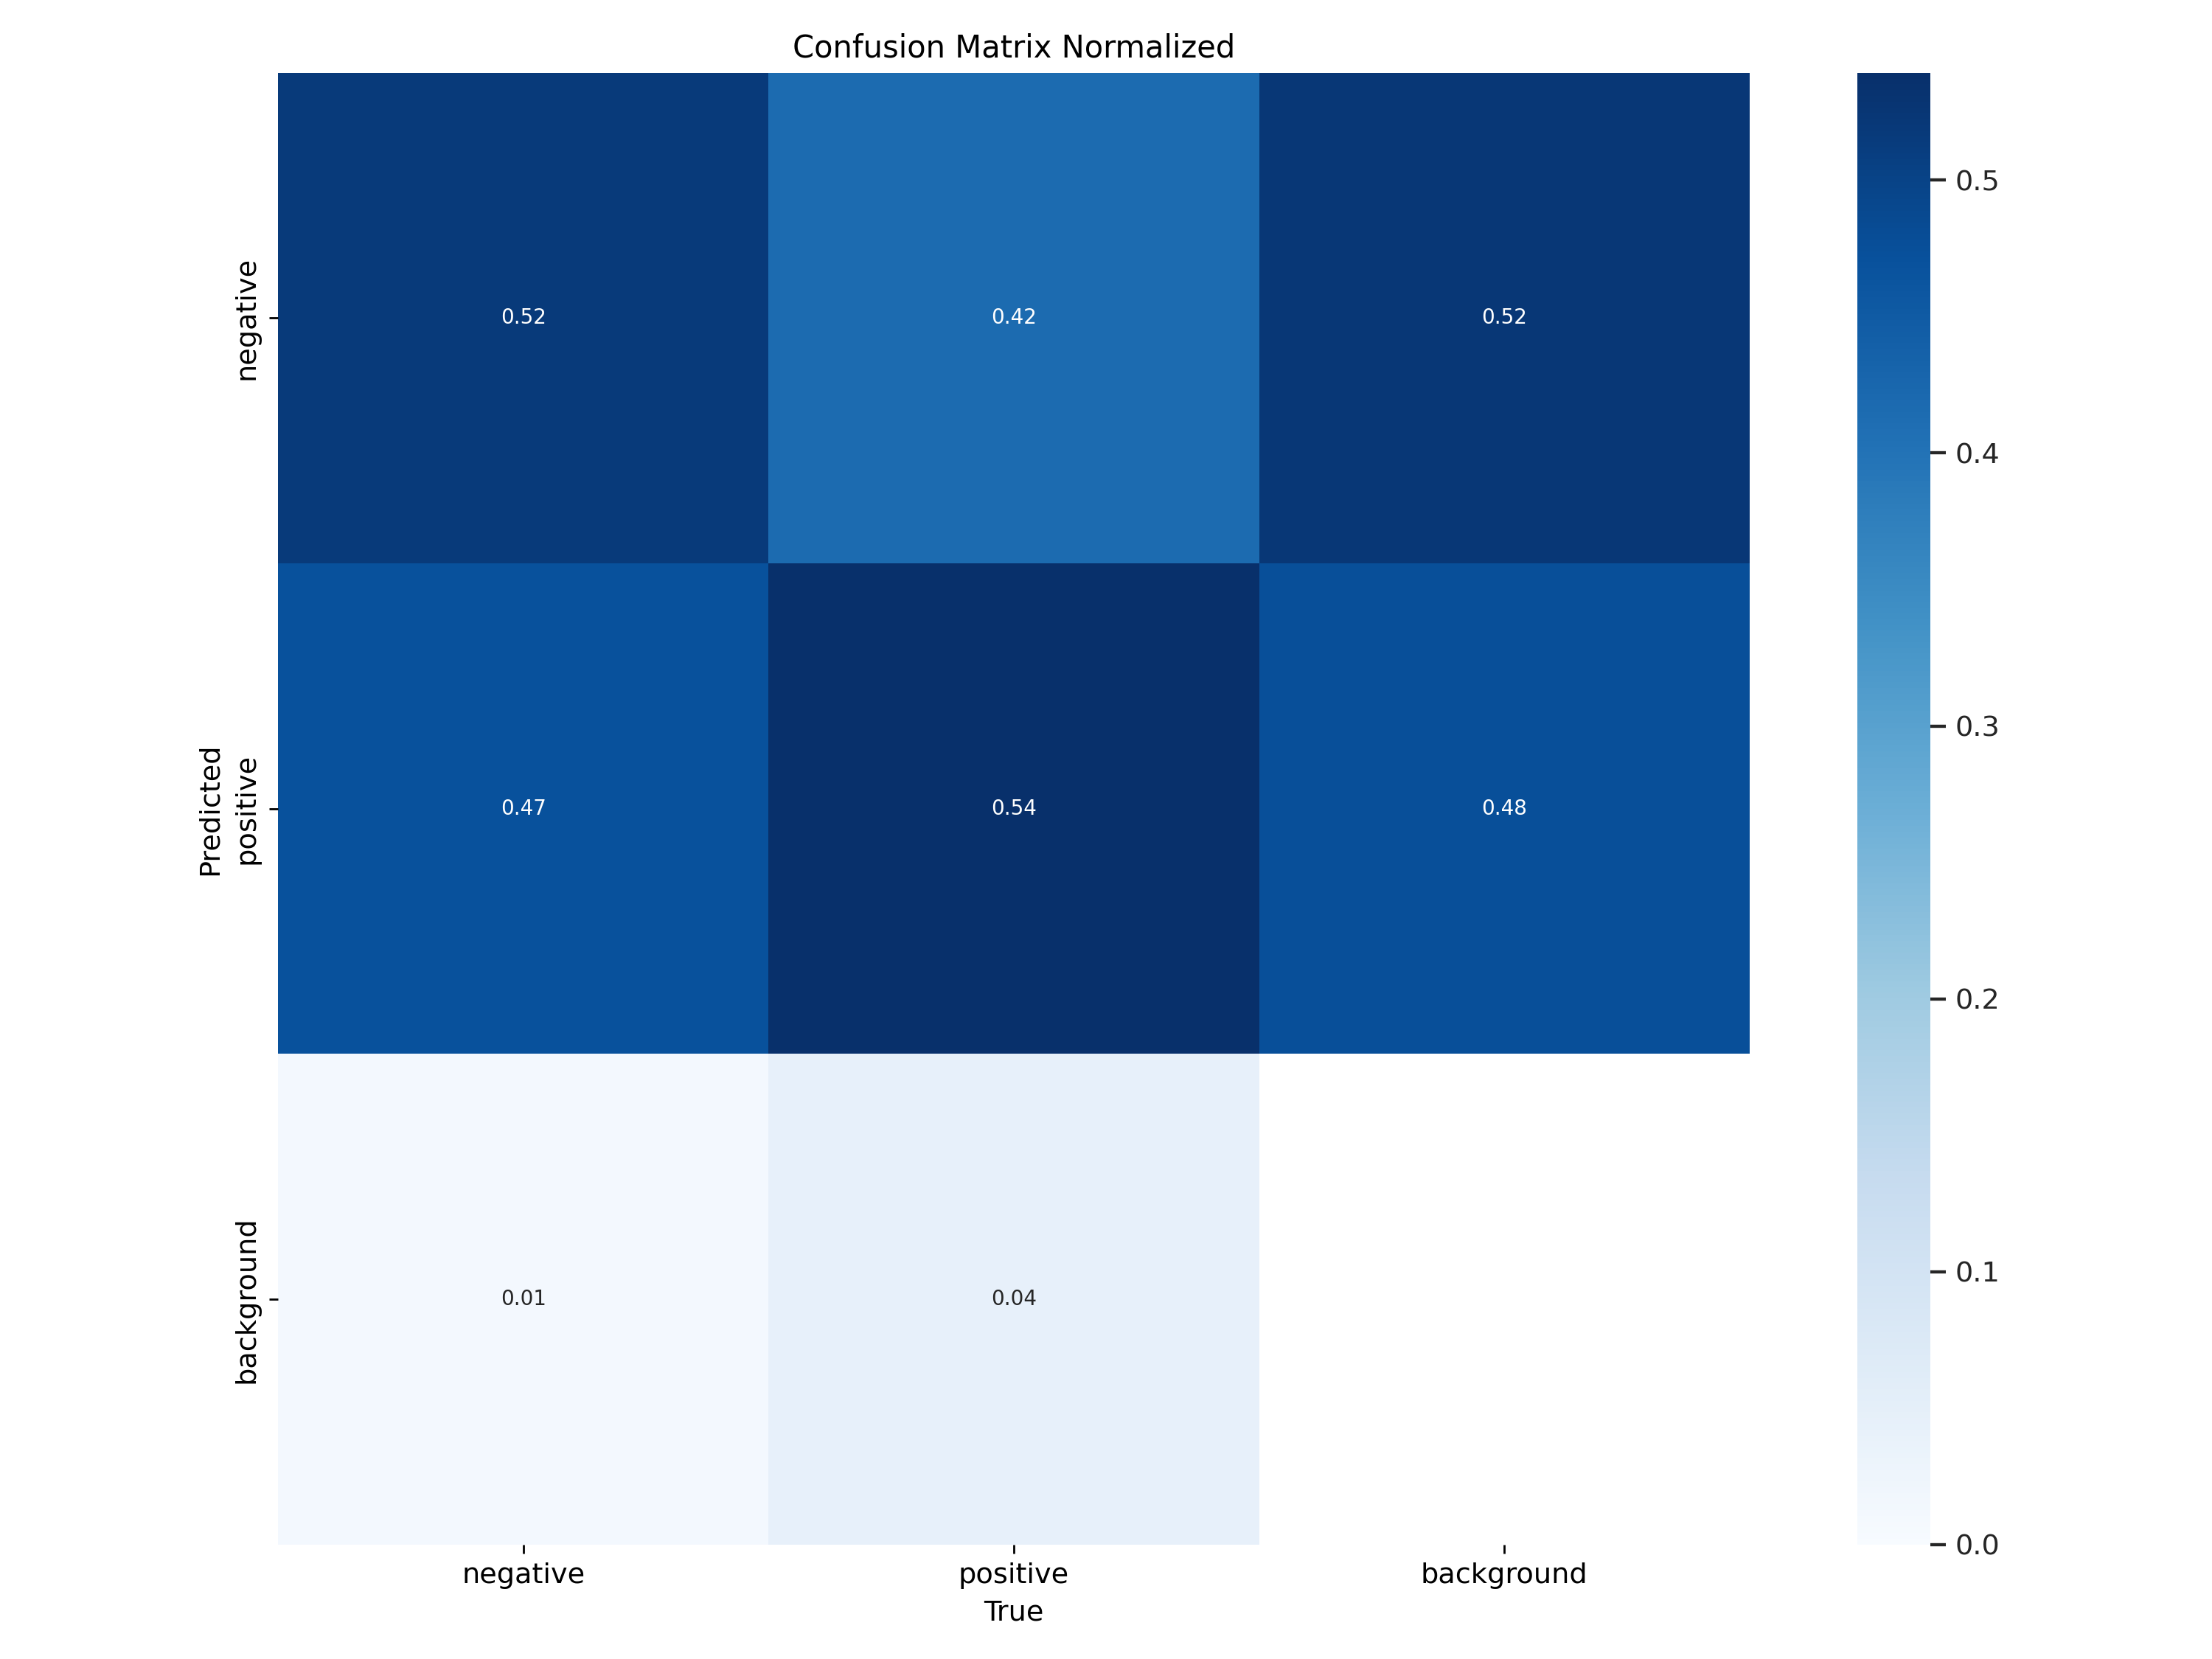 Confusion Matrix Normalized
negative
0.52
0.42
0.52
0.5
0.4
Predicted
positive
0.47
0.54
0.48
0.3
0.2
background
0.01
0.04
0.1
0.0
negative
positive
background
True